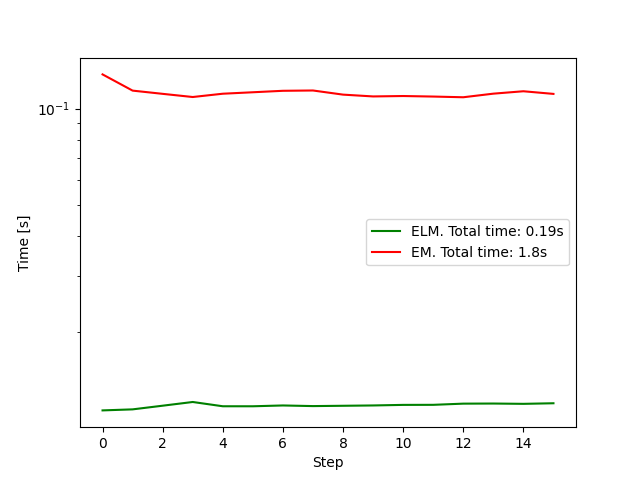 10⁻¹
Time [s]
ELM. Total time: 0.19s
EM. Total time: 1.8s
0 2 4 6 8 10 12 14
Step